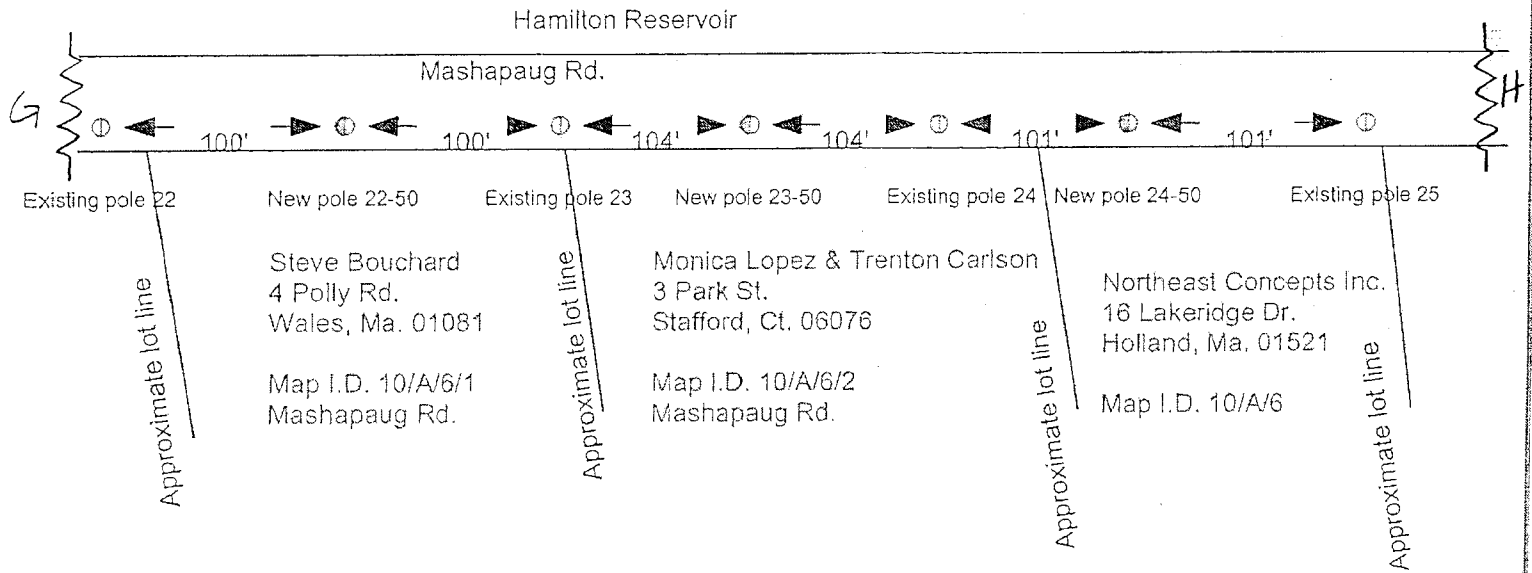 Hamilton Reservoir
Mashapaug Rd.
G
H
100'
100'
104'
104'
101'
101'
Existing pole 22
New pole 22-50
Existing pole 23
New pole 23-50
Existing pole 24
New pole 24-50
Existing pole 25
Approximate lot line
Steve Bouchard
4 Polly Rd.
Wales, Ma. 01081
Map I.D. 10/A/6/1
Mashapaug Rd.
Approximate lot line
Monica Lopez & Trenton Carlson
3 Park St.
Stafford, Ct. 06076
Map I.D. 10/A/6/2
Mashapaug Rd.
Approximate lot line
Northeast Concepts Inc.
16 Lakeridge Dr.
Holland, Ma. 01521
Map I.D. 10/A/6
Approximate lot line